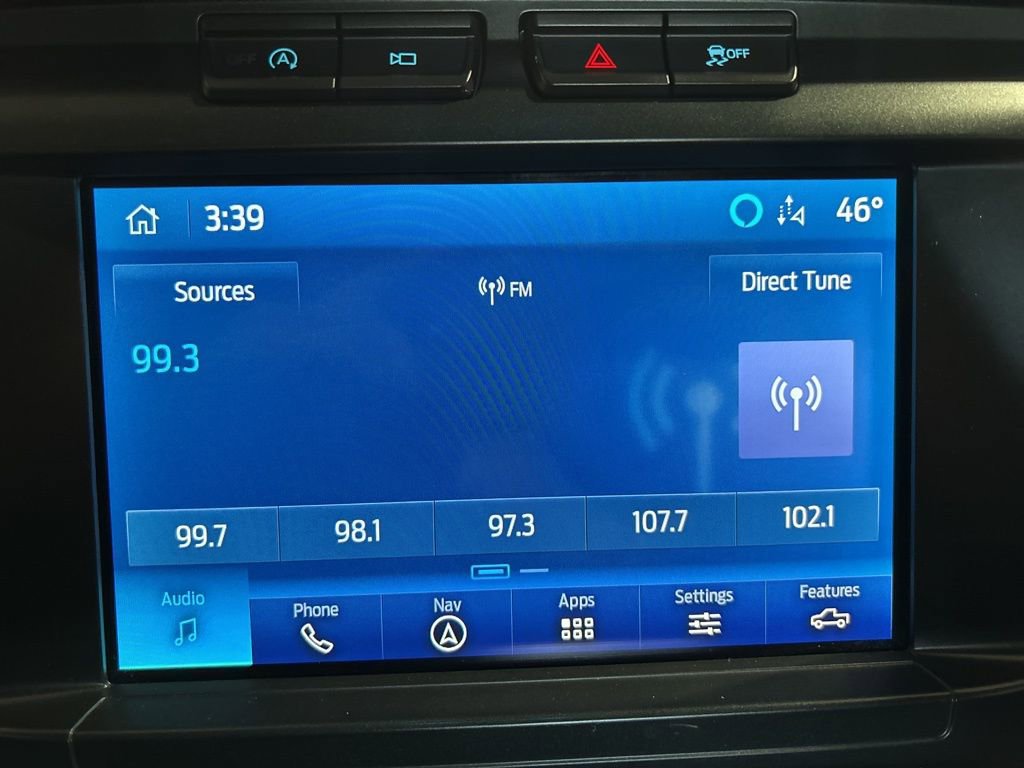 OFF A
OFF
3:39
46°
Sources
FM
Direct Tune
99.3
99.7
98.1
97.3
107.7
102.1
Audio
Phone
Nav
Apps
Settings
Features